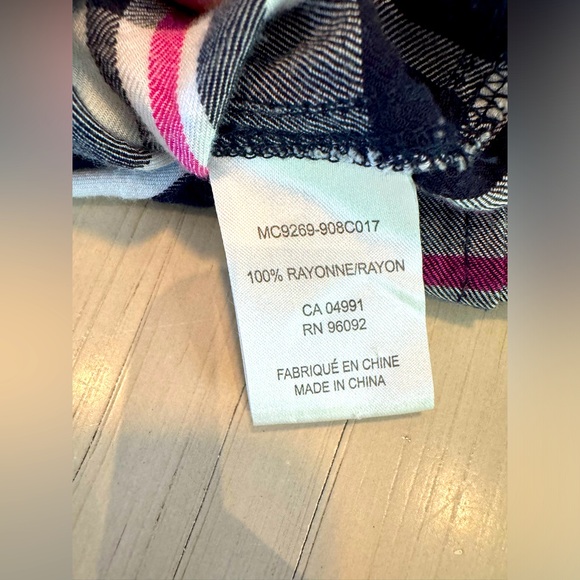 MC9269-908C017
100% RAYONNE/RAYON
CA 04991
RN 96092
FABRIQUÉ EN CHINE
MADE IN CHINA